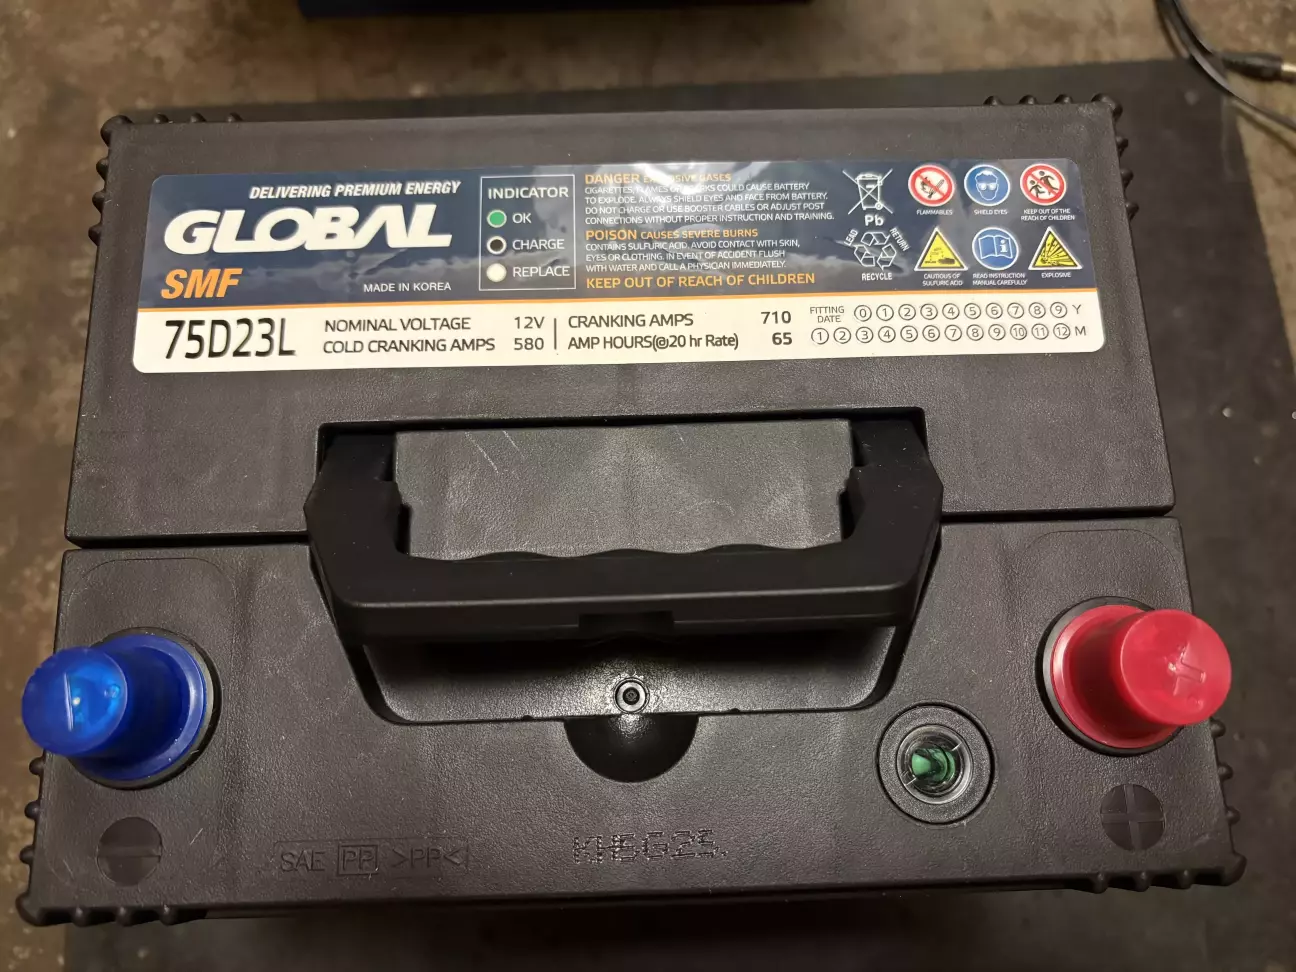 DELIVERING PREMIUM ENERGY
GLOBAL
SMF
MADE IN KOREA
INDICATOR
OK
CHARGE
REPLACE
DANGER EXPLOSIVE GASES
CIGARETTES, FLAMES OR SPARKS COULD CAUSE BATTERY
TO EXPLODE. ALWAYS SHIELD EYES AND FACE FROM BATTERY.
DO NOT CHARGE OR USE BOOSTER CABLES OR ADJUST POST
CONNECTIONS WITHOUT PROPER INSTRUCTION AND TRAINING.
POISON CAUSES SEVERE BURNS
CONTAINS SULFURIC ACID. AVOID CONTACT WITH SKIN,
EYES OR CLOTHING. IN EVENT OF ACCIDENT FLUSH
WITH WATER AND CALL A PHYSICIAN IMMEDIATELY.
KEEP OUT OF REACH OF CHILDREN
Pb
LEAD RETURN
RECYCLE
FLAMMABLES
SHIELD EYES
KEEP OUT OF THE
REACH OF CHILDREN
CAUTIOUS OF
SULFURIC ACID
READ INSTRUCTION
MANUAL CAREFULLY
EXPLOSIVE
75D23L
NOMINAL VOLTAGE 12V
COLD CRANKING AMPS 580
CRANKING AMPS 710
AMP HOURS(@20 hr Rate) 65
FITTING
DATE
0 1 2 3 4 5 6 7 8 9 Y
1 2 3 4 5 6 7 8 9 10 11 12 M
SAE PP >PP<
KH5G25.